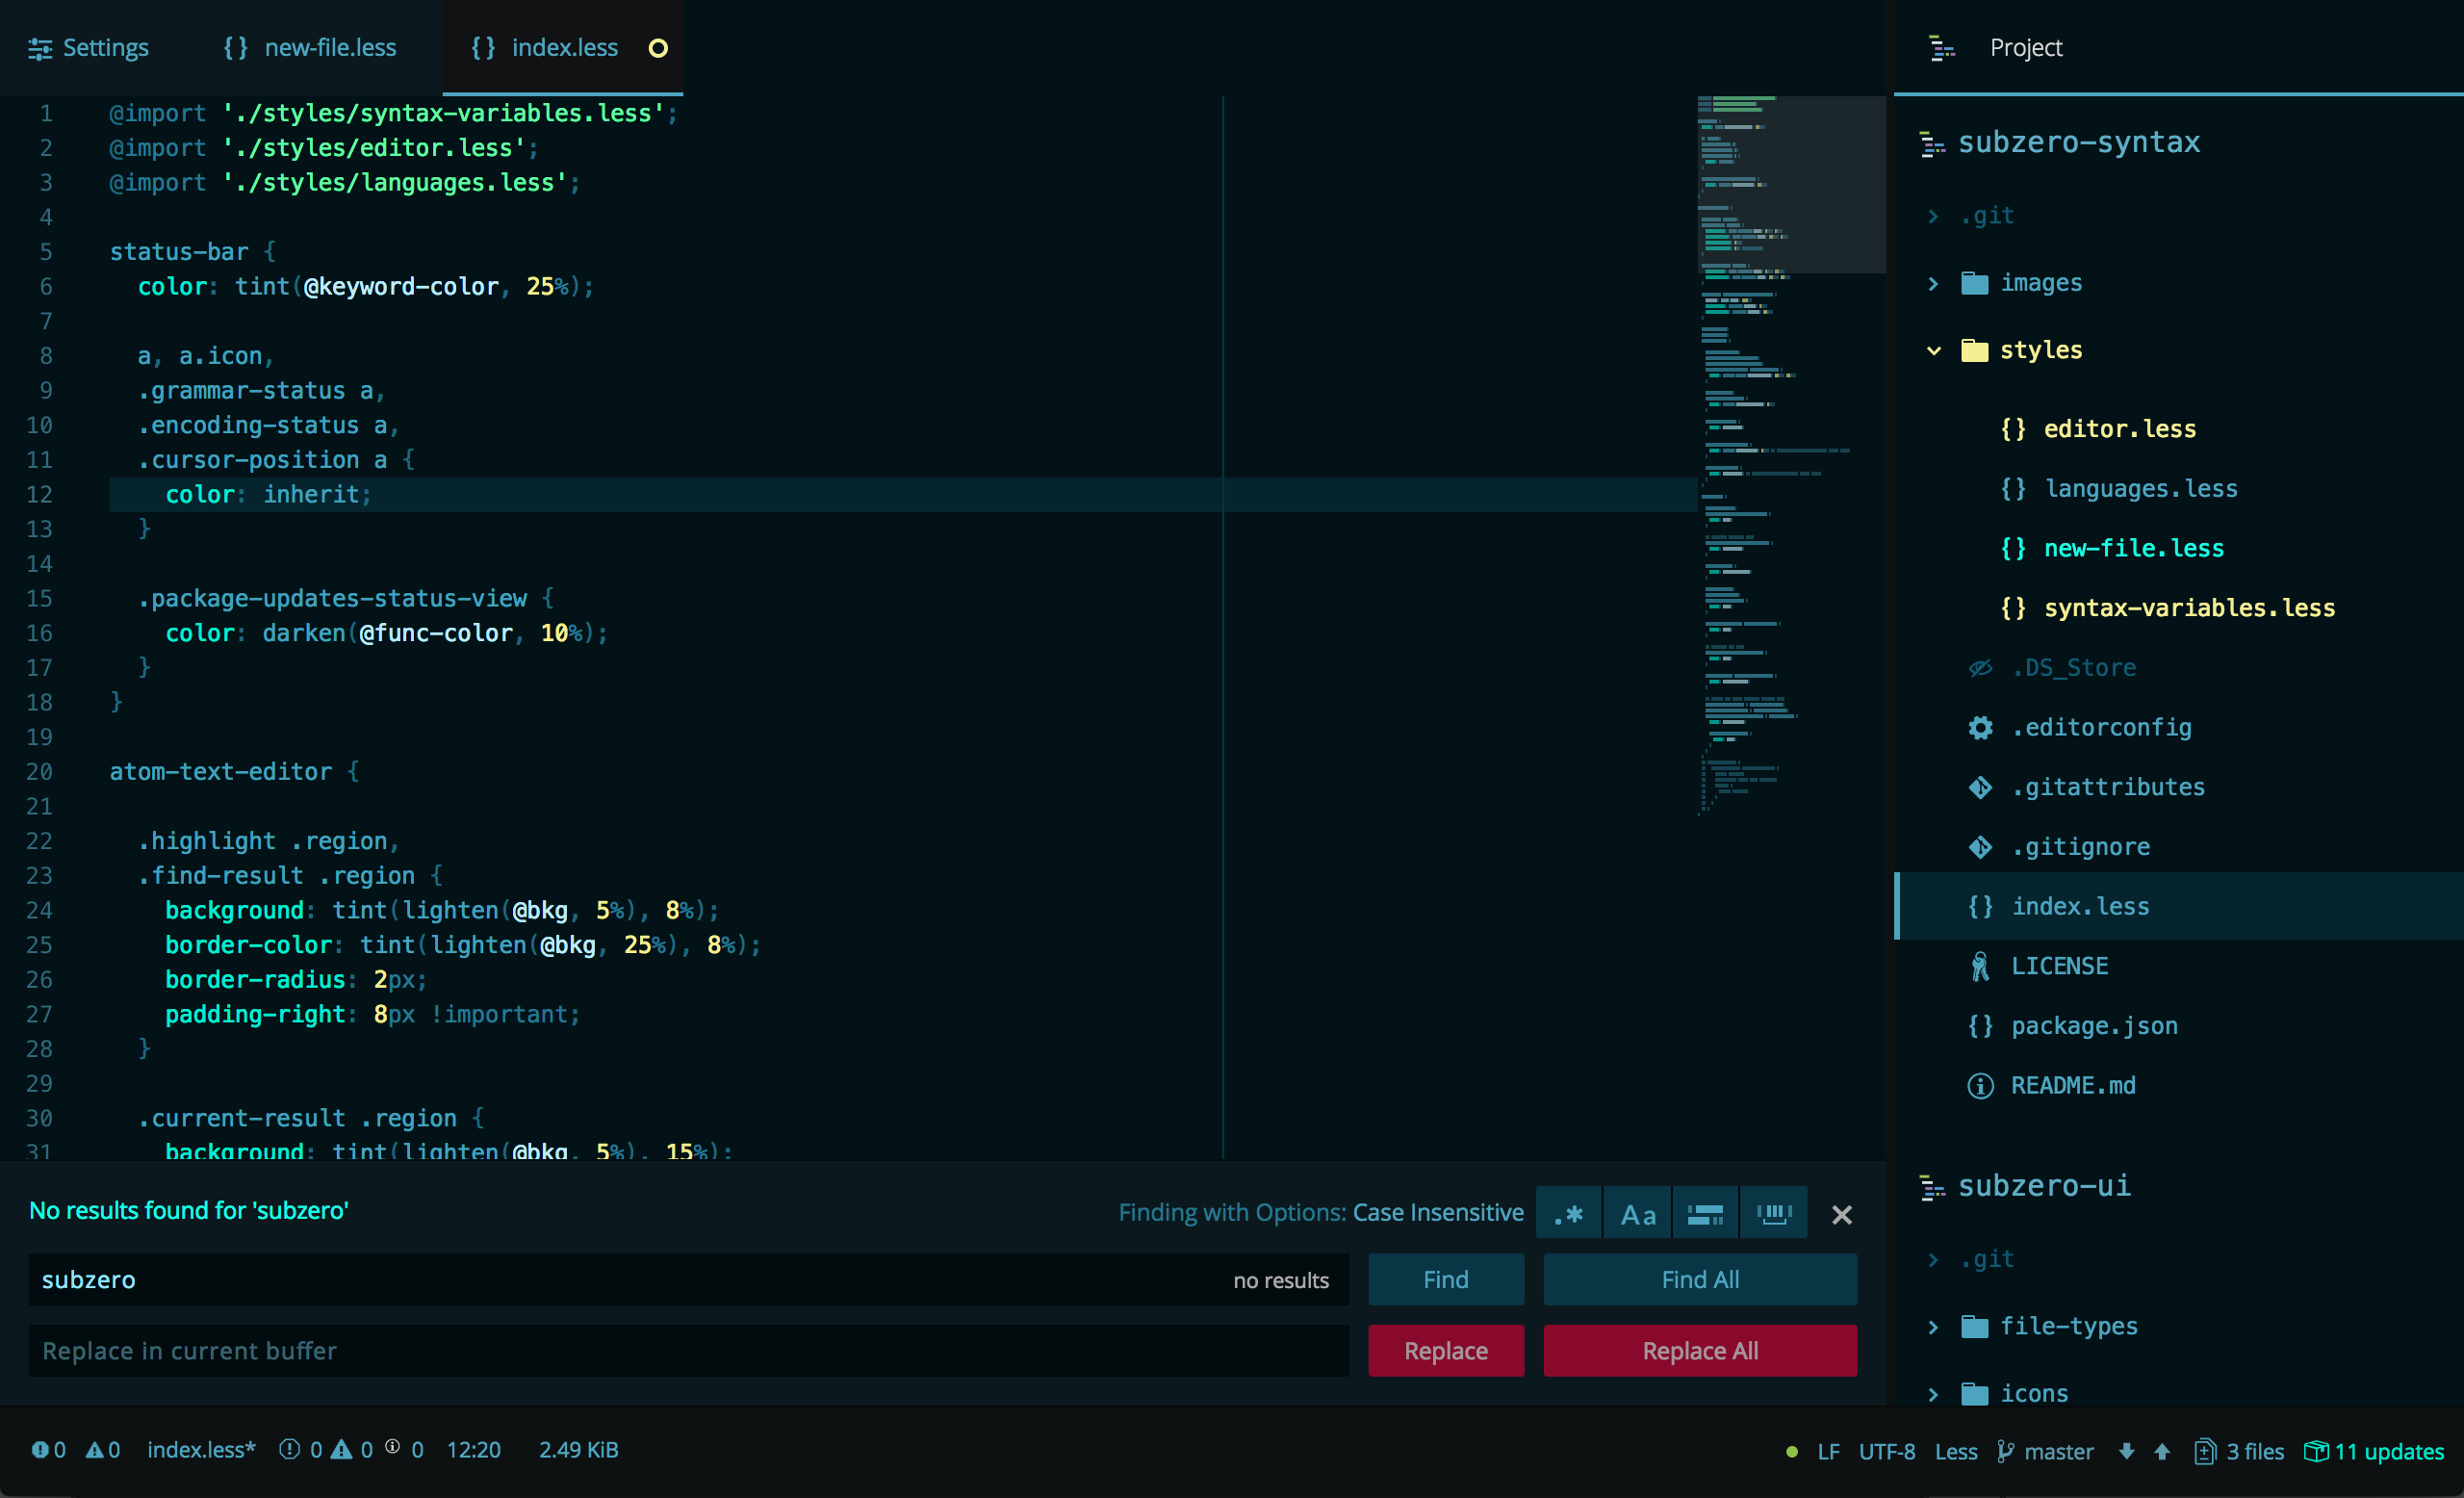 Settings
{} new-file.less
{} index.less
Project
1 @import './styles/syntax-variables.less';
2 @import './styles/editor.less';
3 @import './styles/languages.less';
4
5 status-bar {
6   color: tint(@keyword-color, 25%);
7
8   a, a.icon,
9   .grammar-status a,
10   .encoding-status a,
11   .cursor-position a {
12     color: inherit;
13   }
14
15   .package-updates-status-view {
16     color: darken(@func-color, 10%);
17   }
18 }
19
20 atom-text-editor {
21
22   .highlight .region,
23   .find-result .region {
24     background: tint(lighten(@bkg, 5%), 8%);
25     border-color: tint(lighten(@bkg, 25%), 8%);
26     border-radius: 2px;
27     padding-right: 8px !important;
28   }
29
30   .current-result .region {
31     background: tint(lighten(@bkg, 5%), 15%);
subzero-syntax
.git
images
styles
{} editor.less
{} languages.less
{} new-file.less
{} syntax-variables.less
.DS_Store
.editorconfig
.gitattributes
.gitignore
{} index.less
LICENSE
{} package.json
README.md
subzero-ui
.git
file-types
icons
No results found for 'subzero'
Finding with Options: Case Insensitive
.* Aa
subzero
no results
Find
Find All
Replace in current buffer
Replace
Replace All
0 0 index.less* 0 0 0 12:20 2.49 KiB
LF UTF-8 Less master 3 files 11 updates